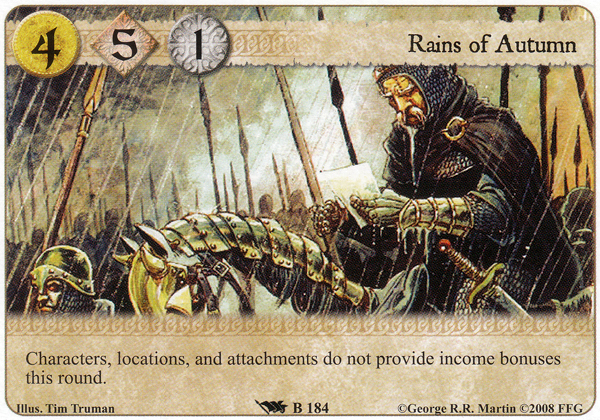 4 5 1 Rains of Autumn
Characters, locations, and attachments do not provide income bonuses
this round.
Illus. Tim Truman B 184 ©George R.R. Martin ©2008 FFG